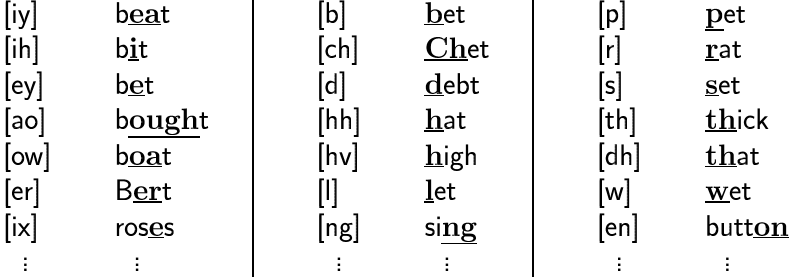 [iy] beat [b] bet [p] pet
[ih] bit [ch] Chet [r] rat
[ey] bet [d] debt [s] set
[ao] bought [hh] hat [th] thick
[ow] boat [hv] high [dh] that
[er] Bert [l] let [w] wet
[ix] roses [ng] sing [en] button
⋮ ⋮ ⋮ ⋮ ⋮ ⋮